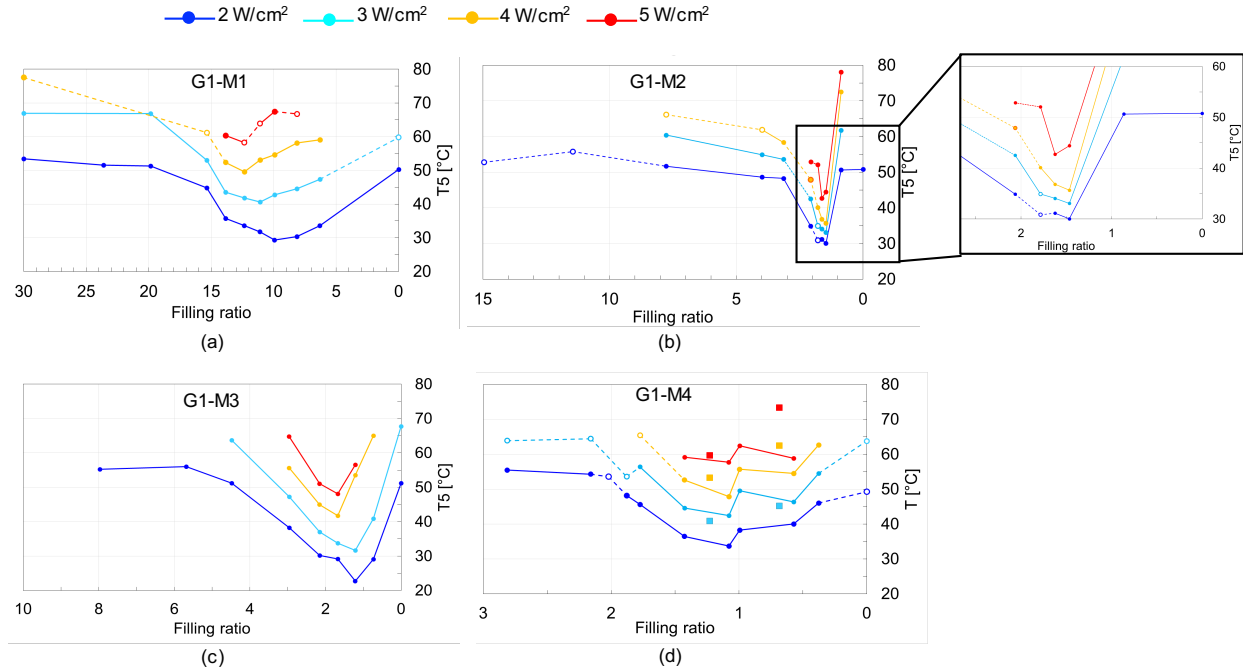 2 W/cm² 3 W/cm² 4 W/cm² 5 W/cm²
G1-M1
80
70
60
50
40
30
20
T5 [°C]
30 25 20 15 10 5 0
Filling ratio
(a)
G1-M2
80
70
60
50
40
30
20
T5 [°C]
15 10 5 0
Filling ratio
(b)
60
50
40
30
T5 [°C]
2 1 0
Filling ratio
G1-M3
80
70
60
50
40
30
20
T5 [°C]
10 8 6 4 2 0
Filling ratio
(c)
G1-M4
80
70
60
50
40
30
20
T [°C]
3 2 1 0
Filling ratio
(d)